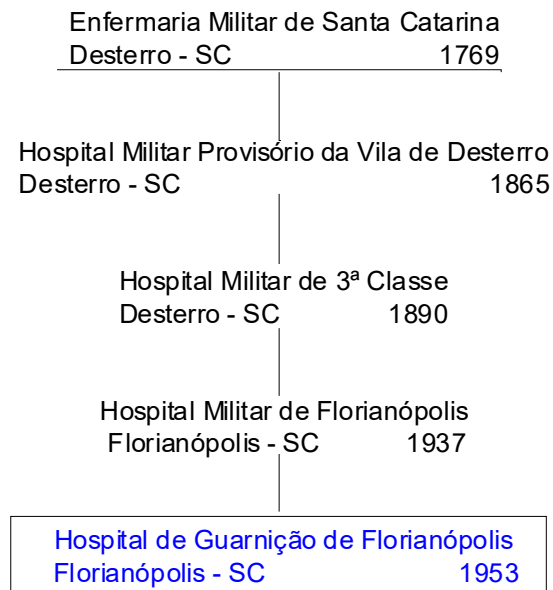 Enfermaria Militar de Santa Catarina
Desterro - SC 1769
Hospital Militar Provisório da Vila de Desterro
Desterro - SC 1865
Hospital Militar de 3ª Classe
Desterro - SC 1890
Hospital Militar de Florianópolis
Florianópolis - SC 1937
Hospital de Guarnição de Florianópolis
Florianópolis - SC 1953